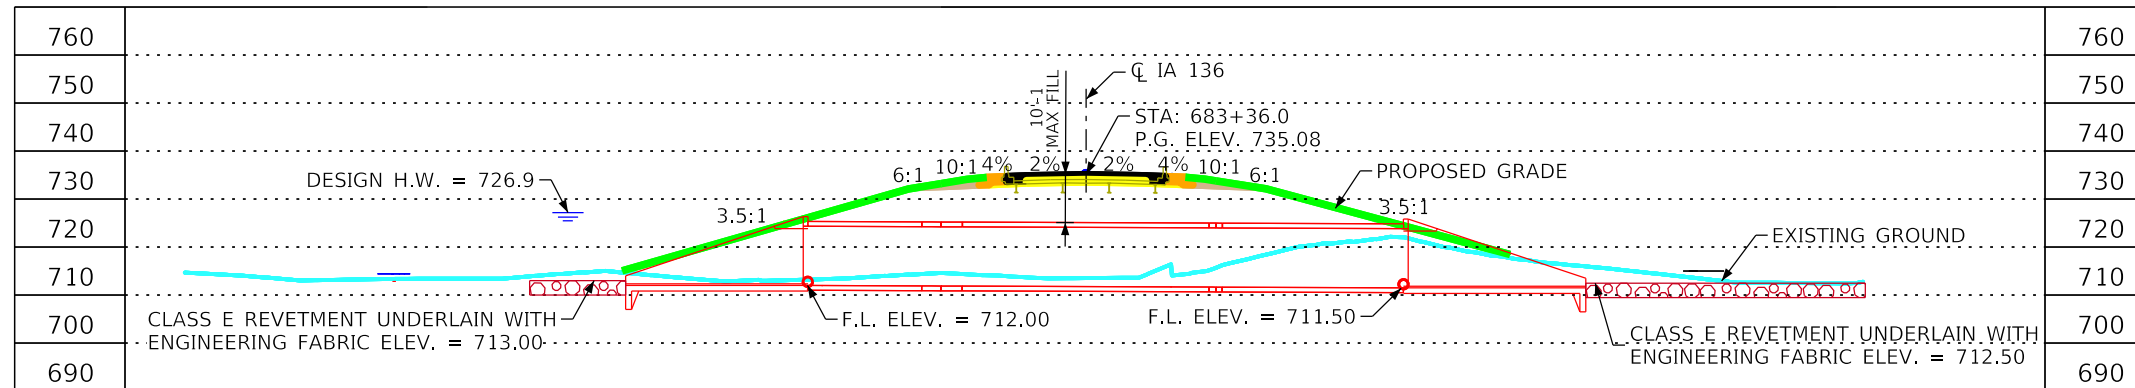 760
750
740
730
720
710
700
690
10'-1
MAX FILL
℄ IA 136
STA: 683+36.0
P.G. ELEV. 735.08
6:1
10:1
4%
2%
2%
4%
10:1
6:1
PROPOSED GRADE
DESIGN H.W. = 726.9
3.5:1
3.5:1
EXISTING GROUND
F.L. ELEV. = 712.00
F.L. ELEV. = 711.50
CLASS E REVETMENT UNDERLAIN WITH
ENGINEERING FABRIC ELEV. = 713.00
CLASS E REVETMENT UNDERLAIN WITH
ENGINEERING FABRIC ELEV. = 712.50
760
750
740
730
720
710
700
690